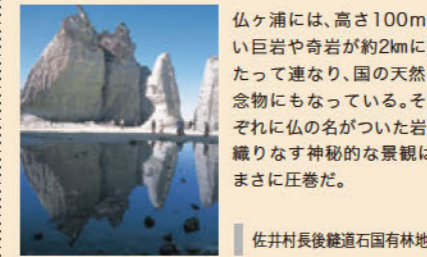 仏ヶ浦には、高さ100m
い巨岩や奇岩が約2㎞に
たって連なり、国の天然
念物にもなっている。そ
ぞれに仏の名がついた岩
織りなす神秘的な景観は
まさに圧巻だ。
佐井村長後縫道石国有林地